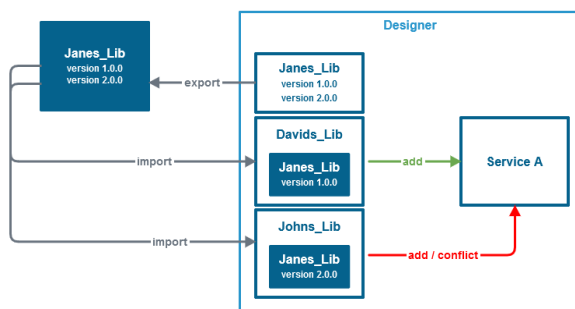 Designer
Janes_Lib
version 1.0.0
version 2.0.0
export
Janes_Lib
version 1.0.0
version 2.0.0
import
Davids_Lib
Janes_Lib
version 1.0.0
add
Service A
import
Johns_Lib
Janes_Lib
version 2.0.0
add / conflict